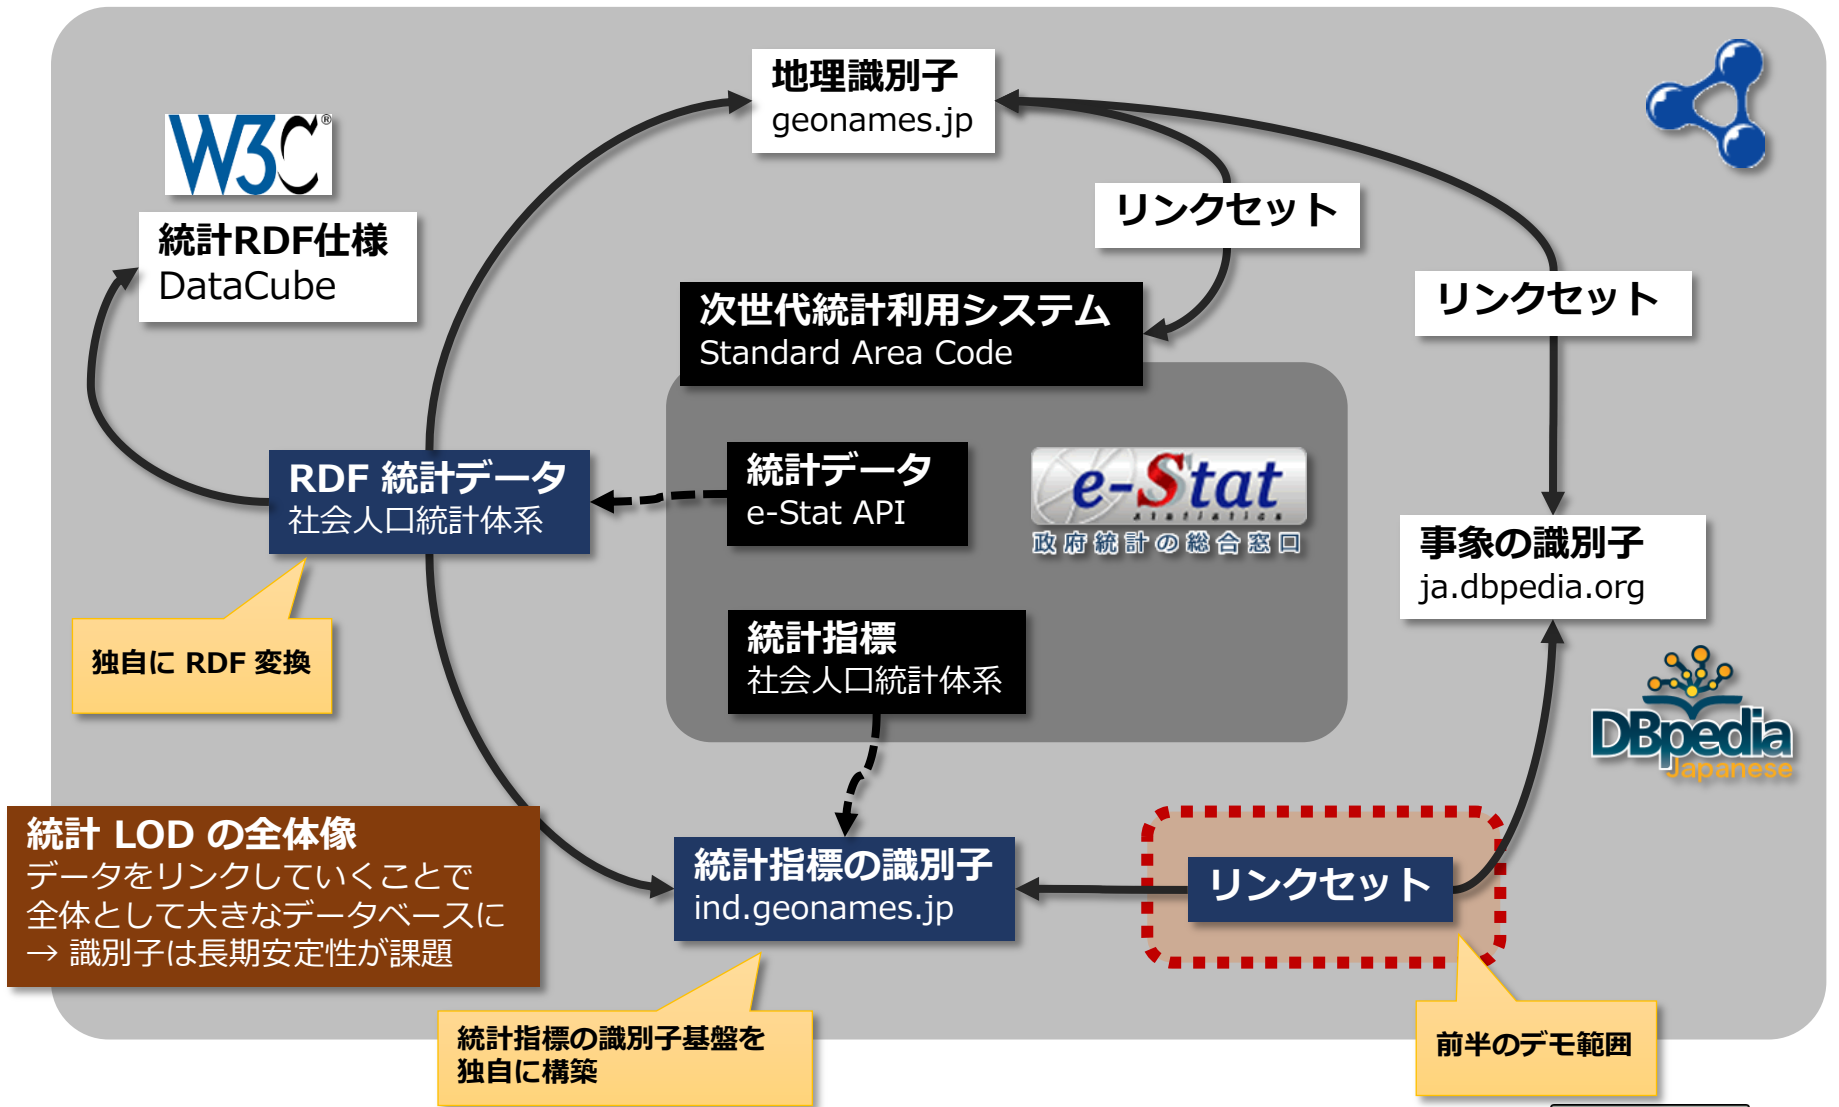 地理識別子
geonames.jp
W3C®
統計RDF仕様
DataCube
リンクセット
リンクセット
次世代統計利用システム
Standard Area Code
RDF 統計データ
社会人口統計体系
統計データ
e-Stat API
e-Stat
statistics
政府統計の総合窓口
事象の識別子
ja.dbpedia.org
独自に RDF 変換
統計指標
社会人口統計体系
DBpedia
Japanese
統計 LOD の全体像
データをリンクしていくことで
全体として大きなデータベースに
→ 識別子は長期安定性が課題
統計指標の識別子
ind.geonames.jp
リンクセット
統計指標の識別子基盤を
独自に構築
前半のデモ範囲